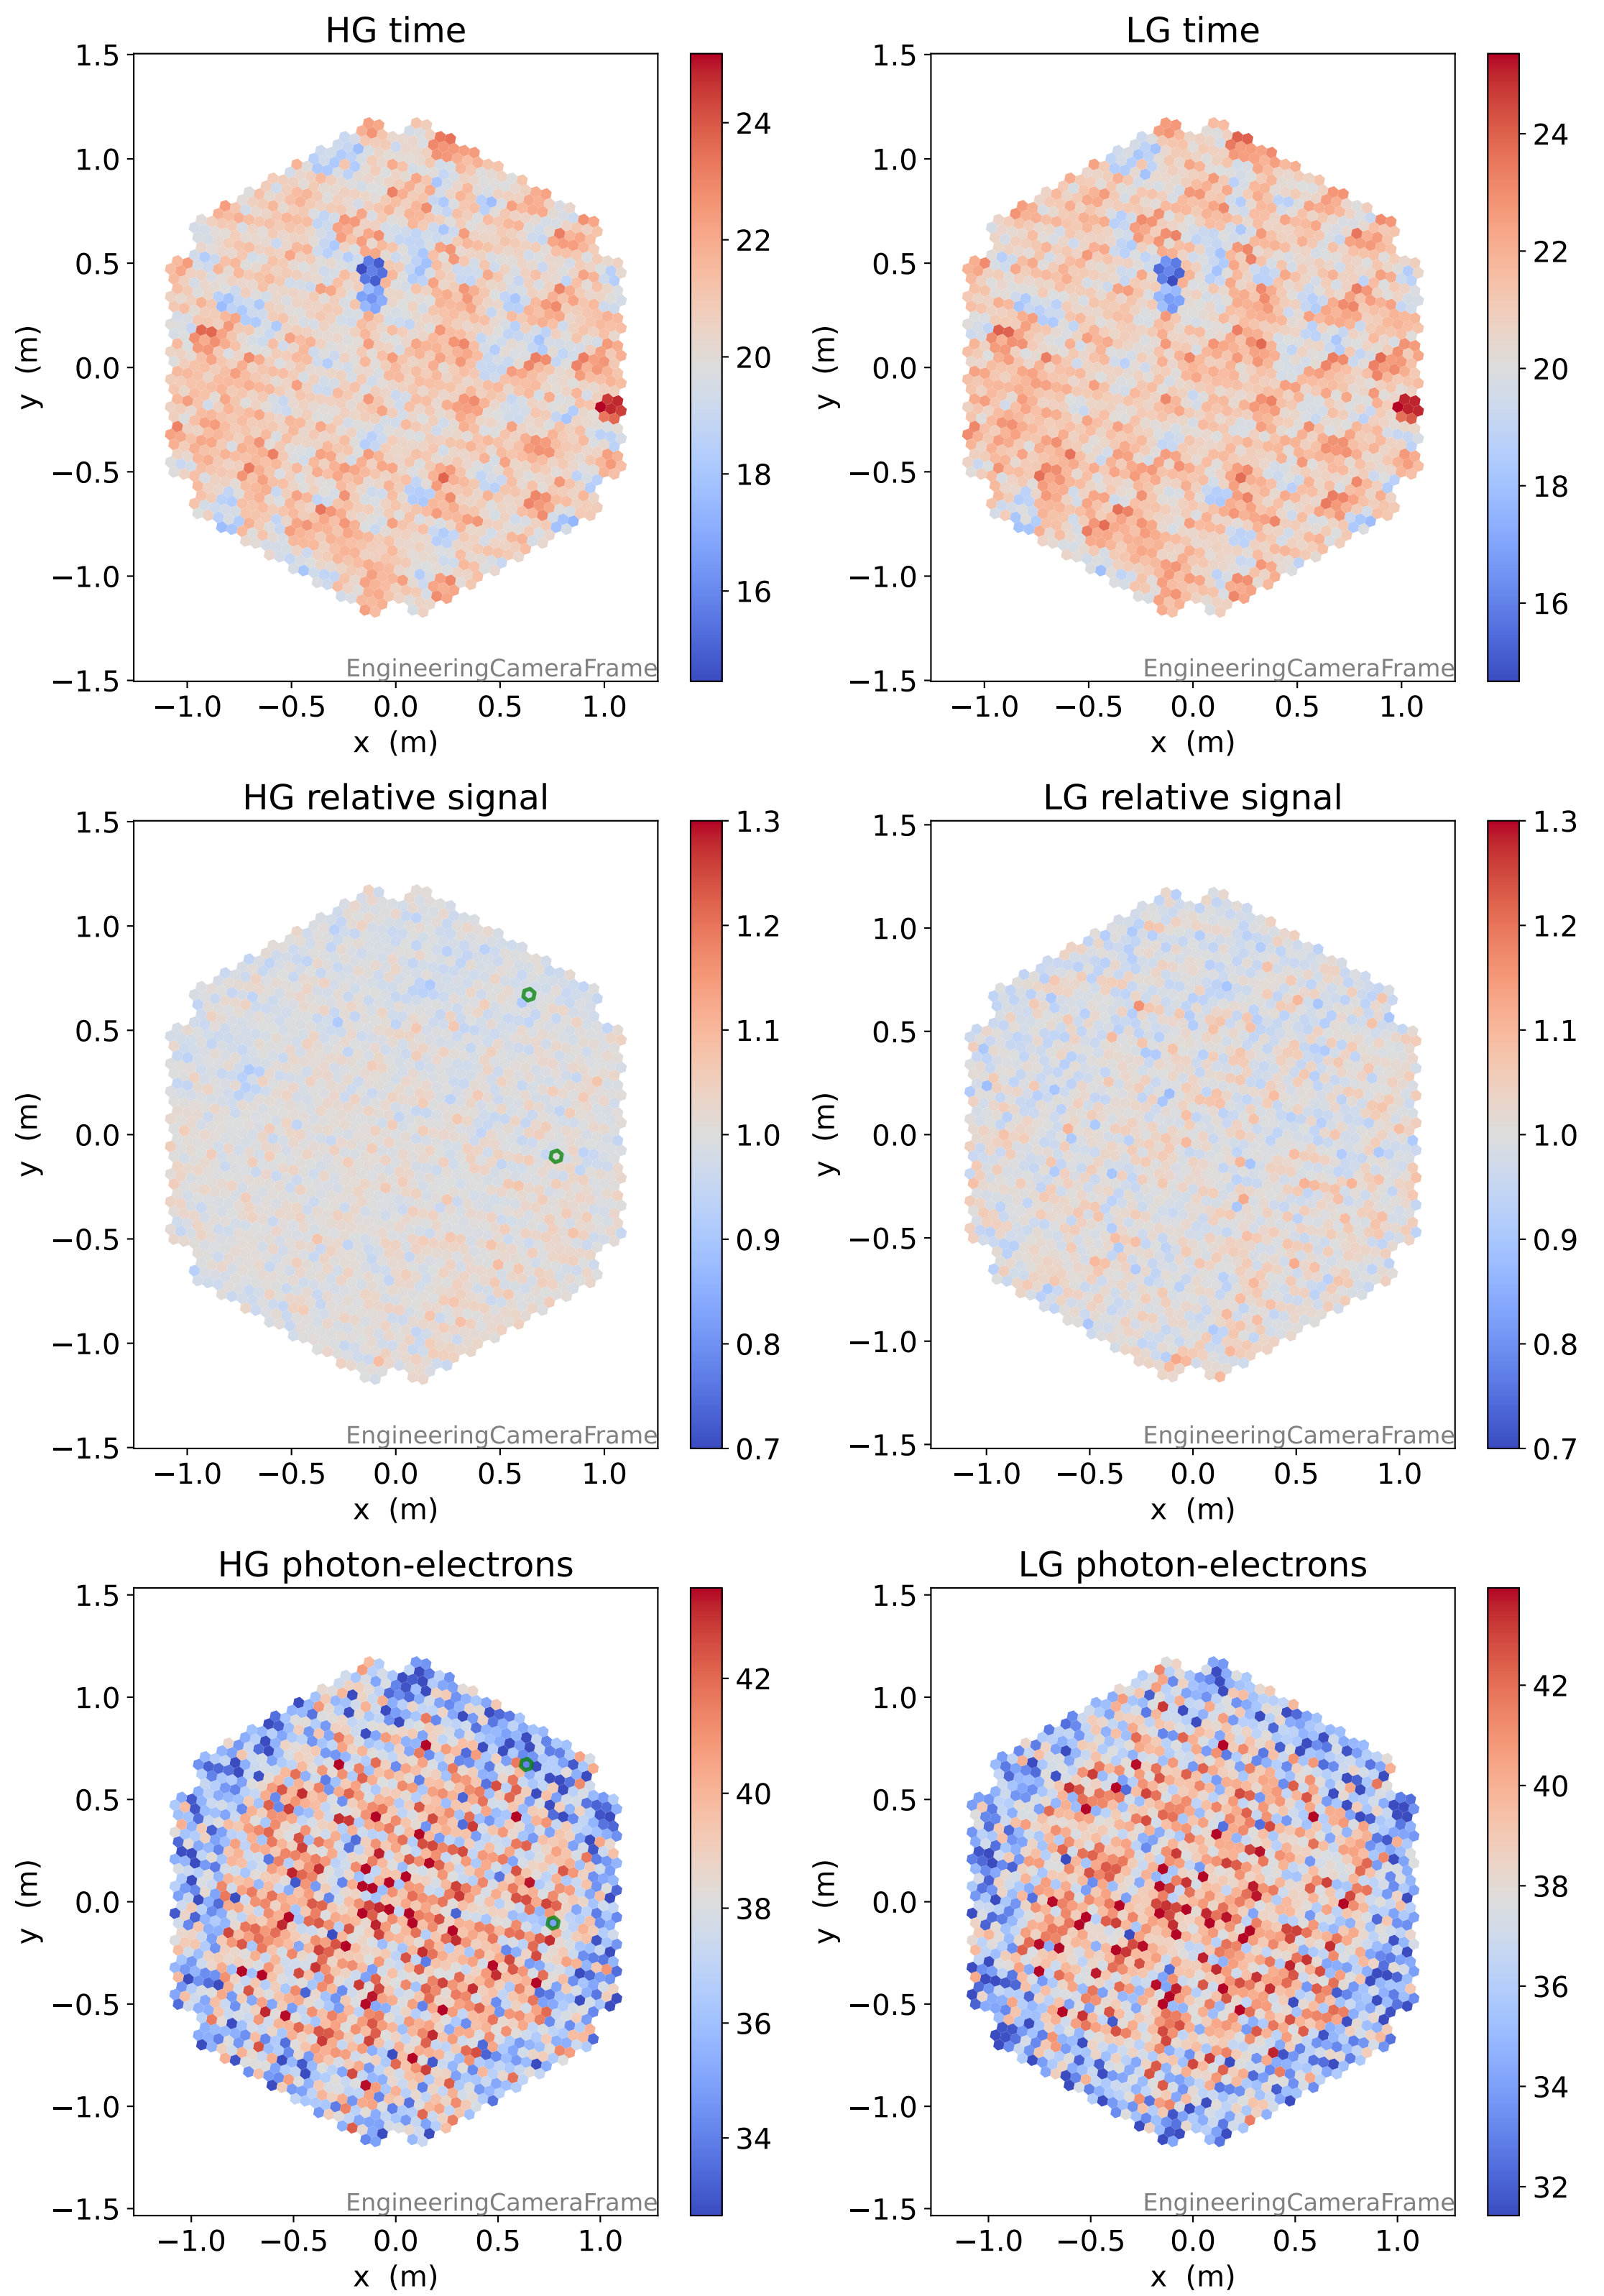 HG time
1.5
1.0
0.5
0.0
−0.5
−1.0
−1.5
y (m)
−1.0 −0.5 0.0 0.5 1.0
x (m)
EngineeringCameraFrame
24
22
20
18
16
LG time
1.5
1.0
0.5
0.0
−0.5
−1.0
−1.5
y (m)
−1.0 −0.5 0.0 0.5 1.0
x (m)
EngineeringCameraFrame
24
22
20
18
16
HG relative signal
1.5
1.0
0.5
0.0
−0.5
−1.0
−1.5
y (m)
−1.0 −0.5 0.0 0.5 1.0
x (m)
EngineeringCameraFrame
1.3
1.2
1.1
1.0
0.9
0.8
0.7
LG relative signal
1.5
1.0
0.5
0.0
−0.5
−1.0
−1.5
y (m)
−1.0 −0.5 0.0 0.5 1.0
x (m)
EngineeringCameraFrame
1.3
1.2
1.1
1.0
0.9
0.8
0.7
HG photon-electrons
1.5
1.0
0.5
0.0
−0.5
−1.0
−1.5
y (m)
−1.0 −0.5 0.0 0.5 1.0
x (m)
EngineeringCameraFrame
42
40
38
36
34
LG photon-electrons
1.5
1.0
0.5
0.0
−0.5
−1.0
−1.5
y (m)
−1.0 −0.5 0.0 0.5 1.0
x (m)
EngineeringCameraFrame
42
40
38
36
34
32